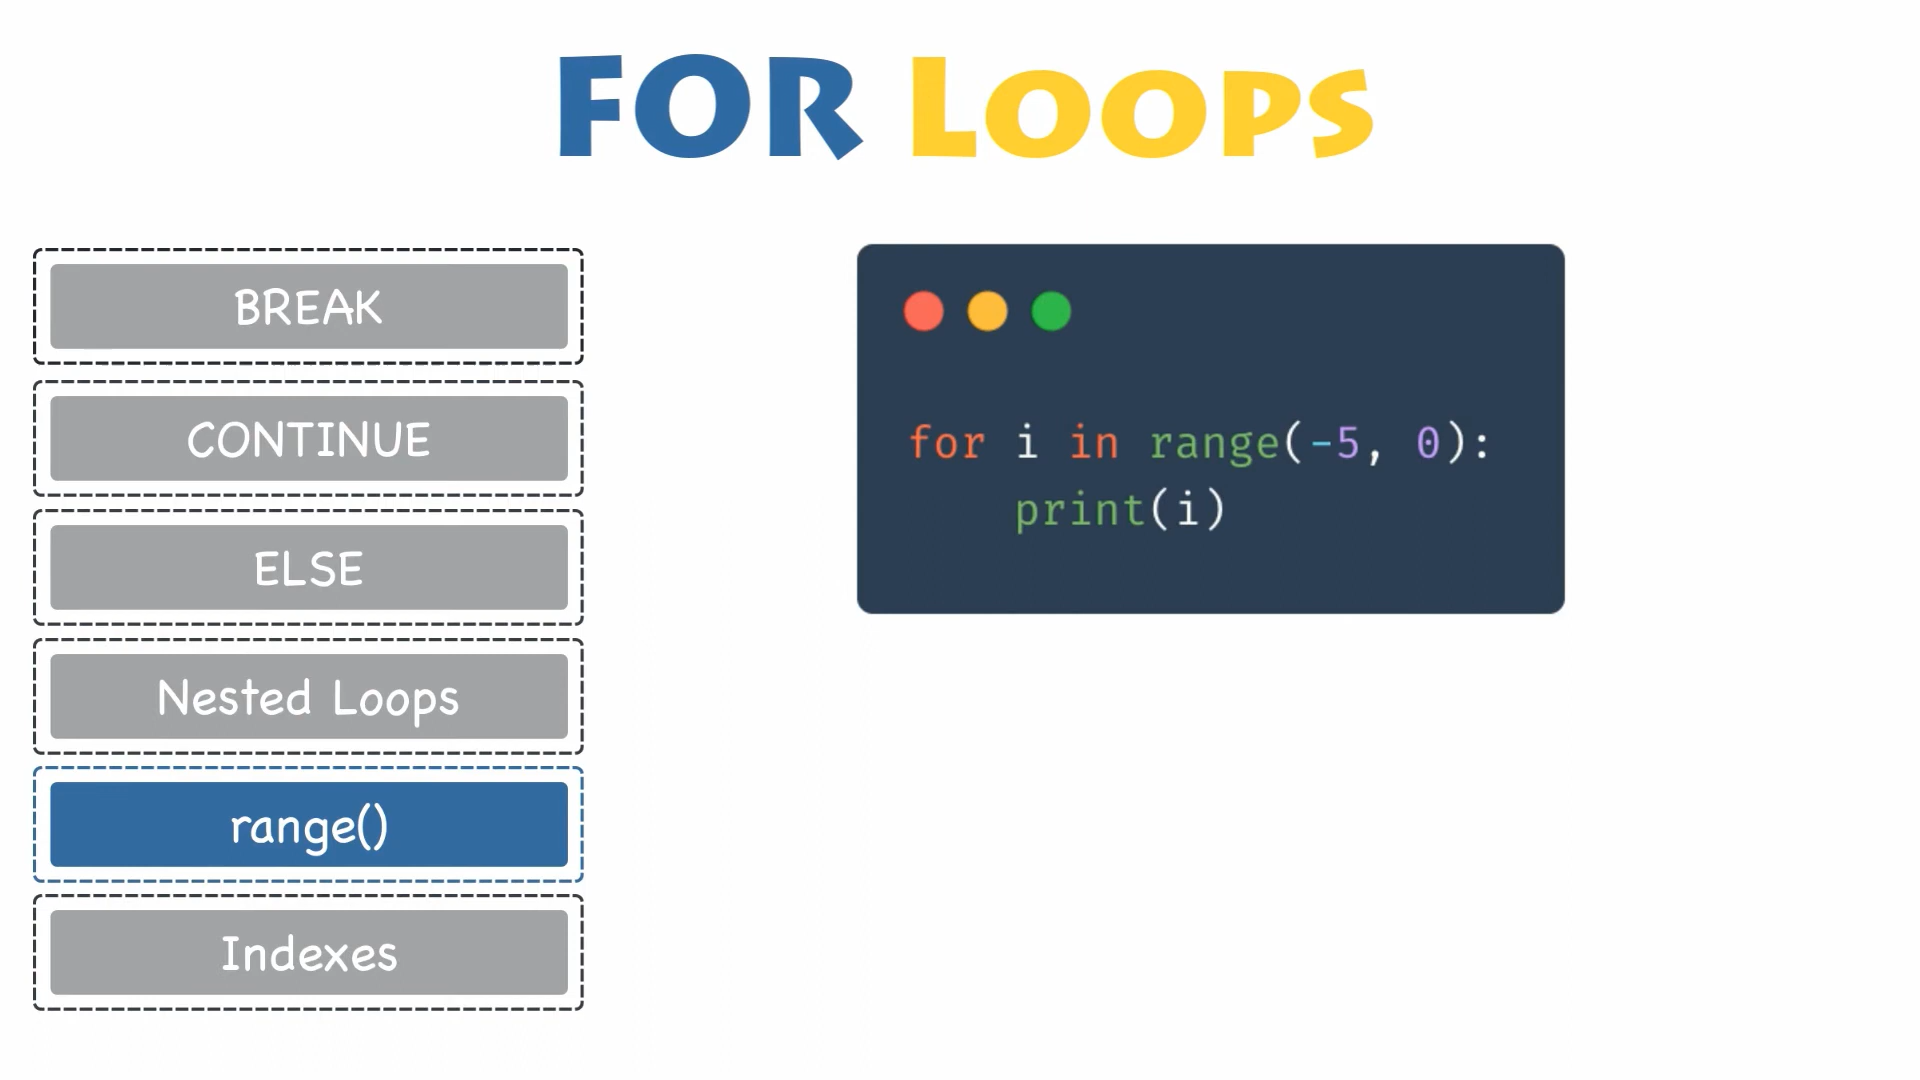 FOR LOOPS
BREAK
CONTINUE
ELSE
Nested Loops
range()
Indexes
for i in range(-5, 0):
    print(i)